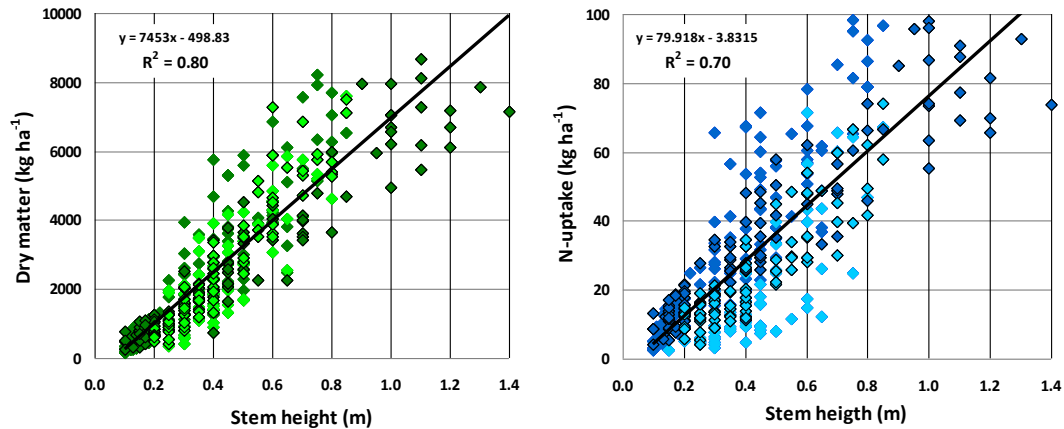 10000
8000
6000
4000
2000
0
Dry matter (kg ha⁻¹)
y = 7453x - 498.83
R² = 0.80
0.0 0.2 0.4 0.6 0.8 1.0 1.2 1.4
Stem height (m)
100
80
60
40
20
0
N-uptake (kg ha⁻¹)
y = 79.918x - 3.8315
R² = 0.70
0.0 0.2 0.4 0.6 0.8 1.0 1.2 1.4
Stem heigth (m)